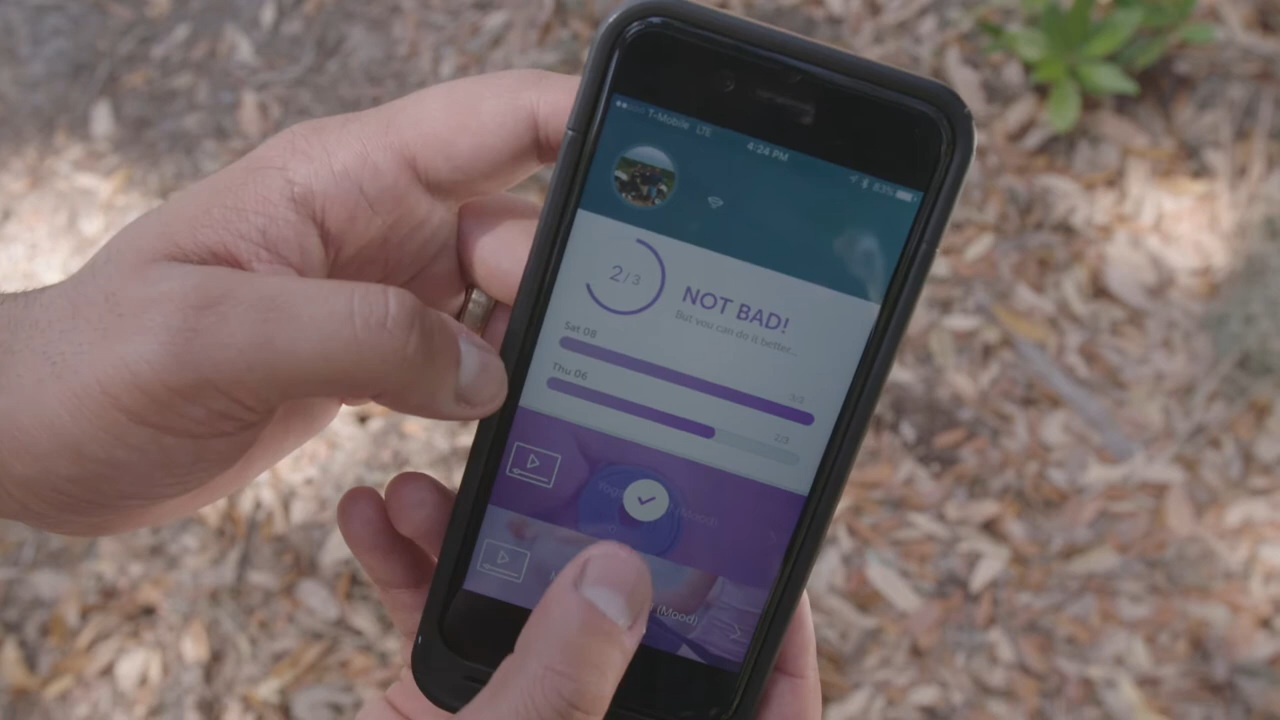 T-Mobile LTE
4:24 PM
83%
2/3
NOT BAD!
But you can do it better...
Sat 08
3/3
Thu 06
2/3
(Mood)
(Mood)